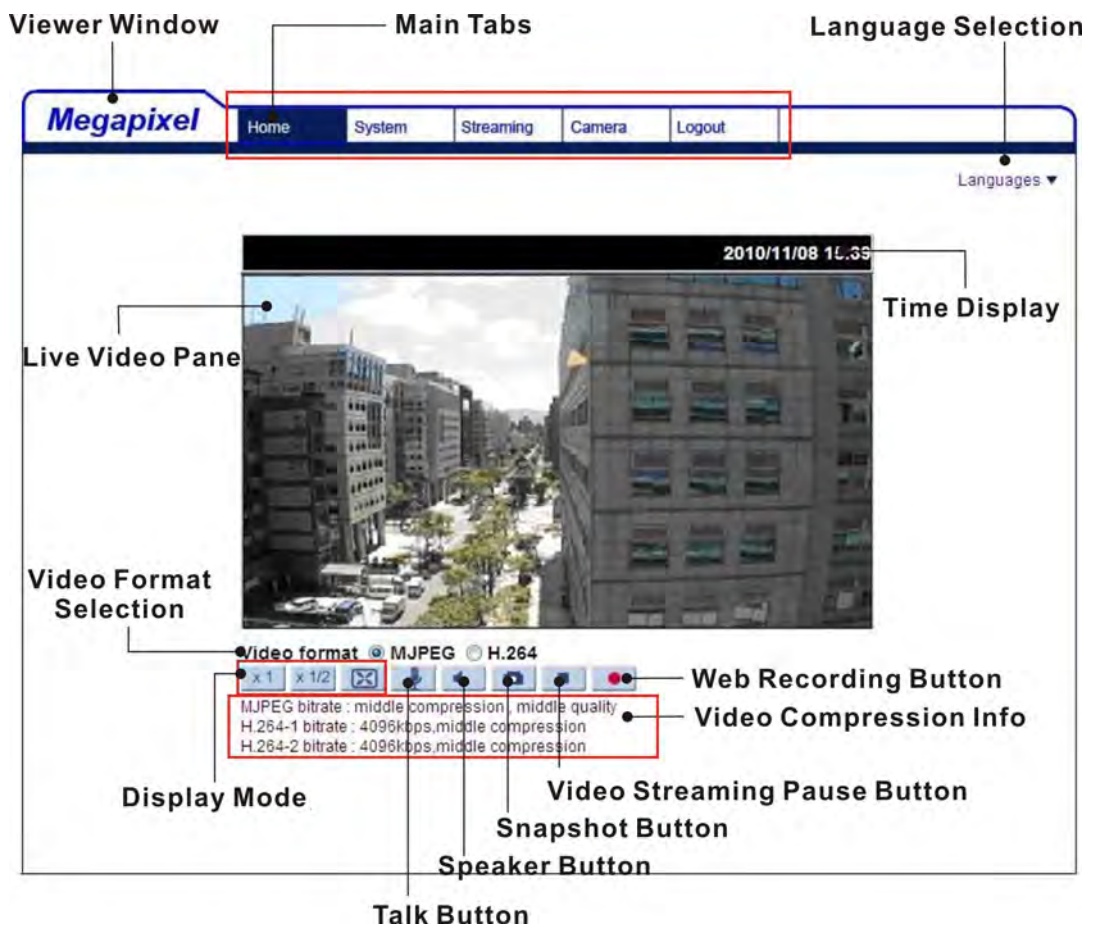 Viewer Window
Main Tabs
Language Selection
Megapixel
Home
System
Streaming
Camera
Logout
Languages ▼
2010/11/08
Time Display
Live Video Pane
Video Format
Selection
Video format MJPEG H.264
x 1
x 1/2
Web Recording Button
MJPEG bitrate : middle compression , middle quality
Video Compression Info
H.264-1 bitrate : 4096kbps,middle compression
H.264-2 bitrate : 4096kbps,middle compression
Display Mode
Video Streaming Pause Button
Snapshot Button
Speaker Button
Talk Button